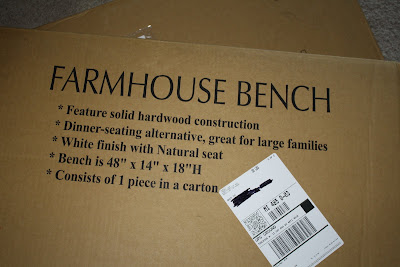 FARMHOUSE BENCH
* Feature solid hardwood construction
* Dinner-seating alternative, great for large families
* White finish with Natural seat
* Bench is 48" x 14" x 18"H
* Consists of 1 piece in a carton